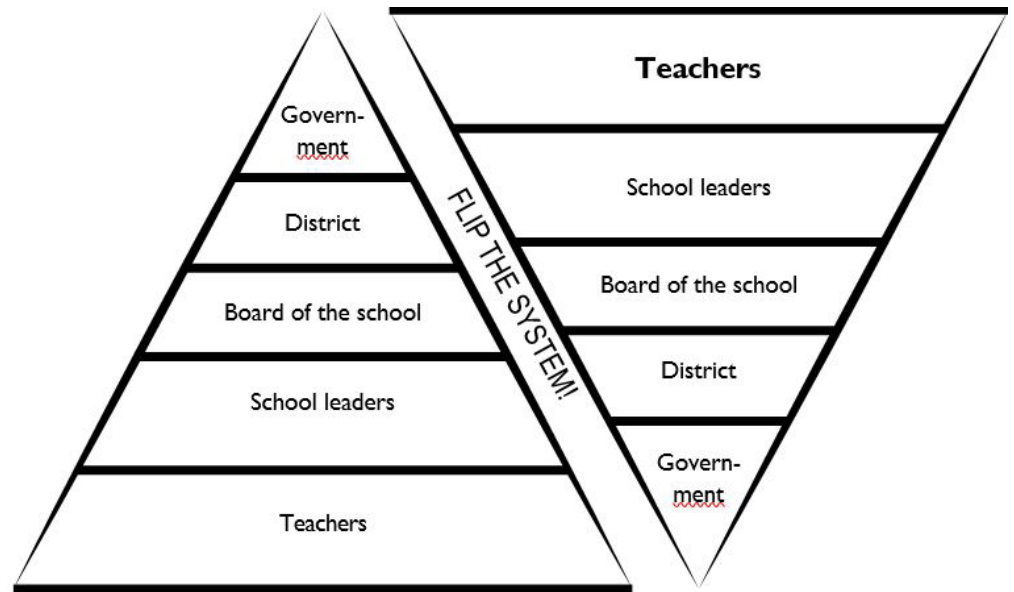 Govern-
ment
District
Board of the school
School leaders
Teachers
FLIP THE SYSTEM!
Teachers
School leaders
Board of the school
District
Govern-
ment